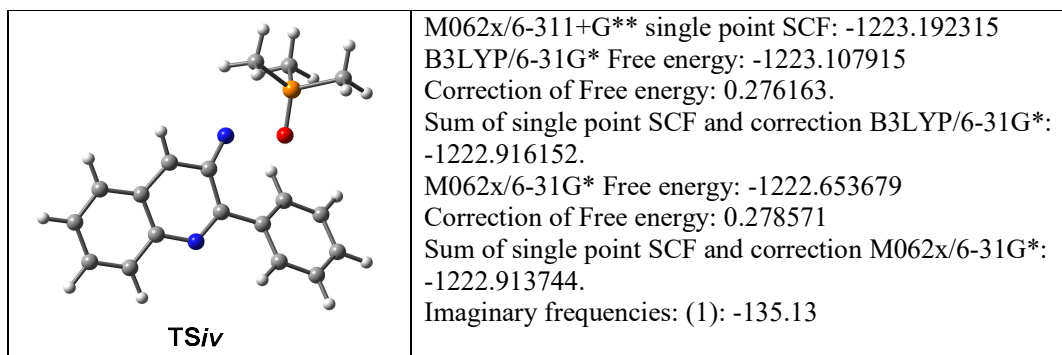 TSiv
M062x/6-311+G** single point SCF: -1223.192315
B3LYP/6-31G* Free energy: -1223.107915
Correction of Free energy: 0.276163.
Sum of single point SCF and correction B3LYP/6-31G*:
-1222.916152.
M062x/6-31G* Free energy: -1222.653679
Correction of Free energy: 0.278571
Sum of single point SCF and correction M062x/6-31G*:
-1222.913744.
Imaginary frequencies: (1): -135.13